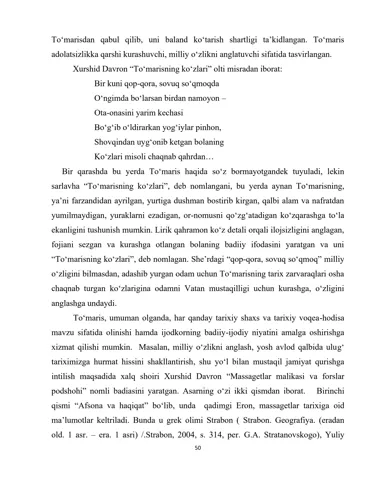 To‘marisdan qabul qilib, uni baland ko‘tarish shartligi ta’kidlangan. To‘maris
adolatsizlikka qarshi kurashuvchi, milliy o‘zlikni anglatuvchi sifatida tasvirlangan.
Xurshid Davron “To‘marisning ko‘zlari” olti misradan iborat:
Bir kuni qop-qora, sovuq so‘qmoqda
O‘ngimda bo‘larsan birdan namoyon –
Ota-onasini yarim kechasi
Bo‘g‘ib o‘ldirarkan yog‘iylar pinhon,
Shovqindan uyg‘onib ketgan bolaning
Ko‘zlari misoli chaqnab qahrdan…
Bir qarashda bu yerda To‘maris haqida so‘z bormayotgandek tuyuladi, lekin
sarlavha “To‘marisning ko‘zlari”, deb nomlangani, bu yerda aynan To‘marisning,
ya’ni farzandidan ayrilgan, yurtiga dushman bostirib kirgan, qalbi alam va nafratdan
yumilmaydigan, yuraklarni ezadigan, or-nomusni qo‘zg‘atadigan ko‘zqarashga to‘la
ekanligini tushunish mumkin. Lirik qahramon ko‘z detali orqali ilojsizligini anglagan,
fojiani sezgan va kurashga otlangan bolaning badiiy ifodasini yaratgan va uni
“To‘marisning ko‘zlari”, deb nomlagan. She’rdagi “qop-qora, sovuq so‘qmoq” milliy
o‘zligini bilmasdan, adashib yurgan odam uchun To‘marisning tarix zarvaraqlari osha
chaqnab turgan ko‘zlarigina odamni Vatan mustaqilligi uchun kurashga, o‘zligini
anglashga undaydi.
To‘maris, umuman olganda, har qanday tarixiy shaxs va tarixiy voqea-hodisa
mavzu sifatida olinishi hamda ijodkorning badiiy-ijodiy niyatini amalga oshirishga
xizmat qilishi mumkin. Masalan, milliy o‘zlikni anglash, yosh avlod qalbida ulug‘
tariximizga hurmat hissini shakllantirish, shu yo‘l bilan mustaqil jamiyat qurishga
intilish maqsadida xalq shoiri Xurshid Davron “Massagetlar malikasi va forslar
podshohi” nomli badiasini yaratgan. Asarning o‘zi ikki qismdan iborat. Birinchi
qismi “Afsona va haqiqat” bo‘lib, unda qadimgi Eron, massagetlar tarixiga oid
ma’lumotlar keltriladi. Bunda u grek olimi Strabon ( Strabon. Geografiya. (eradan
old. 1 asr. – era. 1 asri) /.Strabon, 2004, s. 314, per. G.A. Stratanovskogo), Yuliy
50